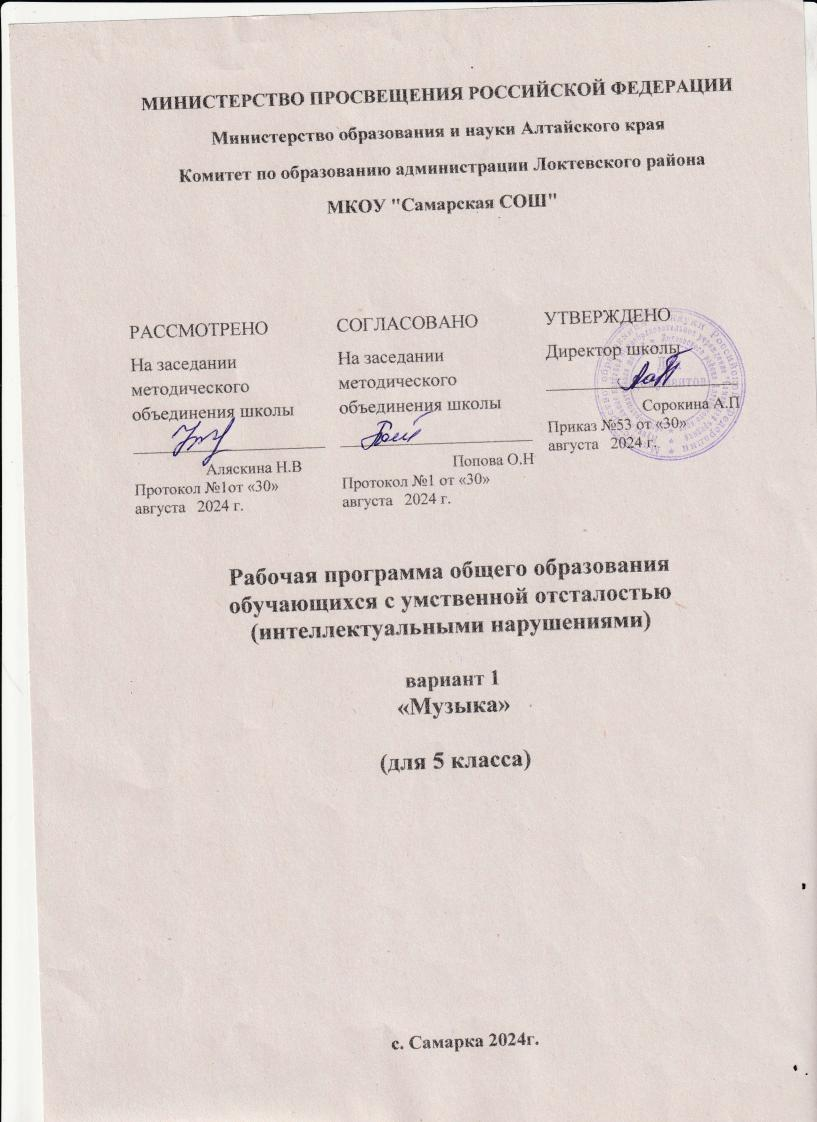 МИНИСТЕРСТВО ПРОСВЕЩЕНИЯ РОССИЙСКОЙ ФЕДЕРАЦИИ
Министерство образования и науки Алтайского края
Комитет по образованию администрации Локтевского района
МКОУ "Самарская СОШ"
РАССМОТРЕНО
На заседании
методического
объединения школы
Аляскина Н.В
Протокол №1от «30»
августа 2024 г.
СОГЛАСОВАНО
На заседании
методического
объединения школы
Попова О.Н
Протокол №1 от «30»
августа 2024 г.
УТВЕРЖДЕНО
Директор школы
Сорокина А.П
Приказ №53 от «30»
августа 2024 г.
Рабочая программа общего образования
обучающихся с умственной отсталостью
(интеллектуальными нарушениями)
вариант 1
«Музыка»
(для 5 класса)
с. Самарка 2024г.